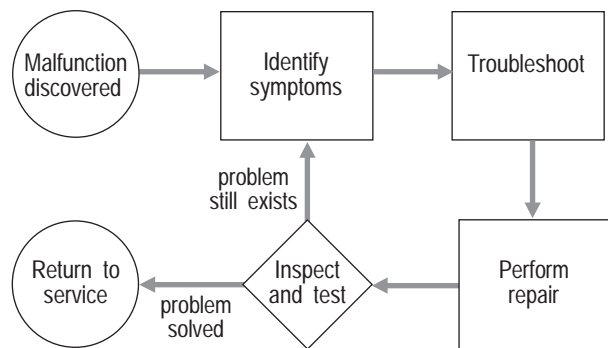 Malfunction
discovered
Identify
symptoms
Troubleshoot
problem
still exists
Return to
service
problem
solved
Inspect
and test
Perform
repair